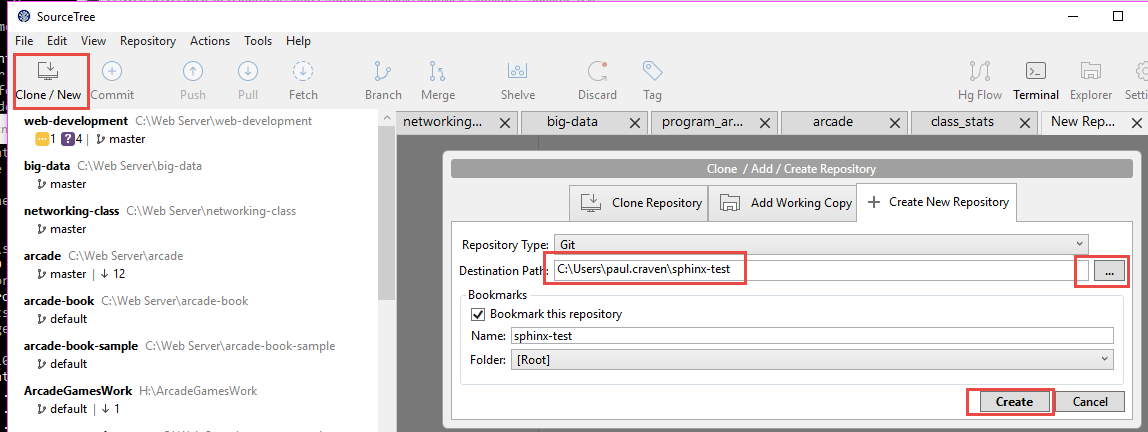 SourceTree
File Edit View Repository Actions Tools Help
Clone / New Commit Push Pull Fetch Branch Merge Shelve Discard Tag Hg Flow Terminal Explorer
web-development C:\Web Server\web-development
1 ? 4 | master
big-data C:\Web Server\big-data
master
networking-class C:\Web Server\networking-class
master
arcade C:\Web Server\arcade
master | ↓ 12
arcade-book C:\Web Server\arcade-book
default
arcade-book-sample C:\Web Server\arcade-book-sample
default
ArcadeGamesWork H:\ArcadeGamesWork
default | ↓ 1
networking... big-data program_ar... arcade class_stats New Rep...
Clone / Add / Create Repository
Clone Repository Add Working Copy + Create New Repository
Repository Type: Git
Destination Path: C:\Users\paul.craven\sphinx-test ...
Bookmarks
Bookmark this repository
Name: sphinx-test
Folder: [Root]
Create Cancel